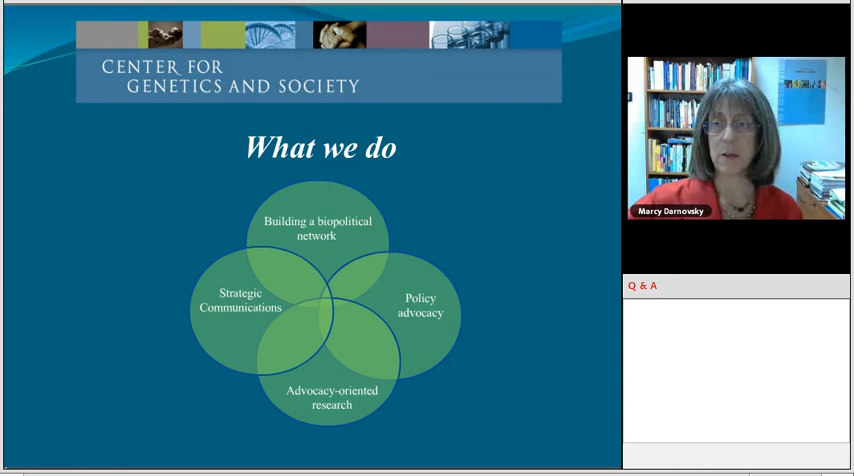 CENTER FOR
GENETICS AND SOCIETY
What we do
Building a biopolitical
network
Strategic
Communications
Policy
advocacy
Advocacy-oriented
research
Marcy Darnovsky
Q & A